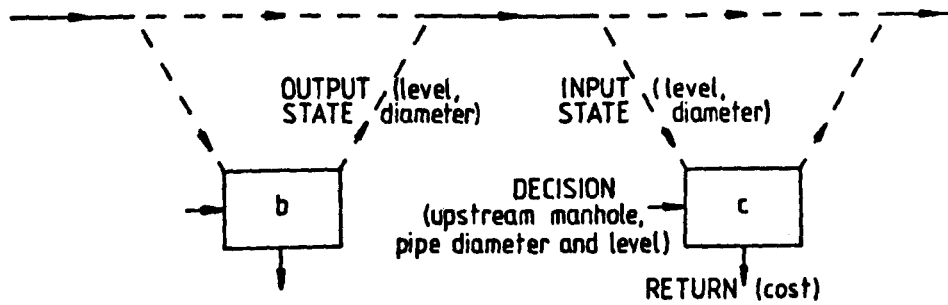 OUTPUT (level,
STATE diameter)
INPUT (level,
STATE diameter)
b
DECISION
(upstream manhole,
pipe diameter and level)
c
RETURN (cost)